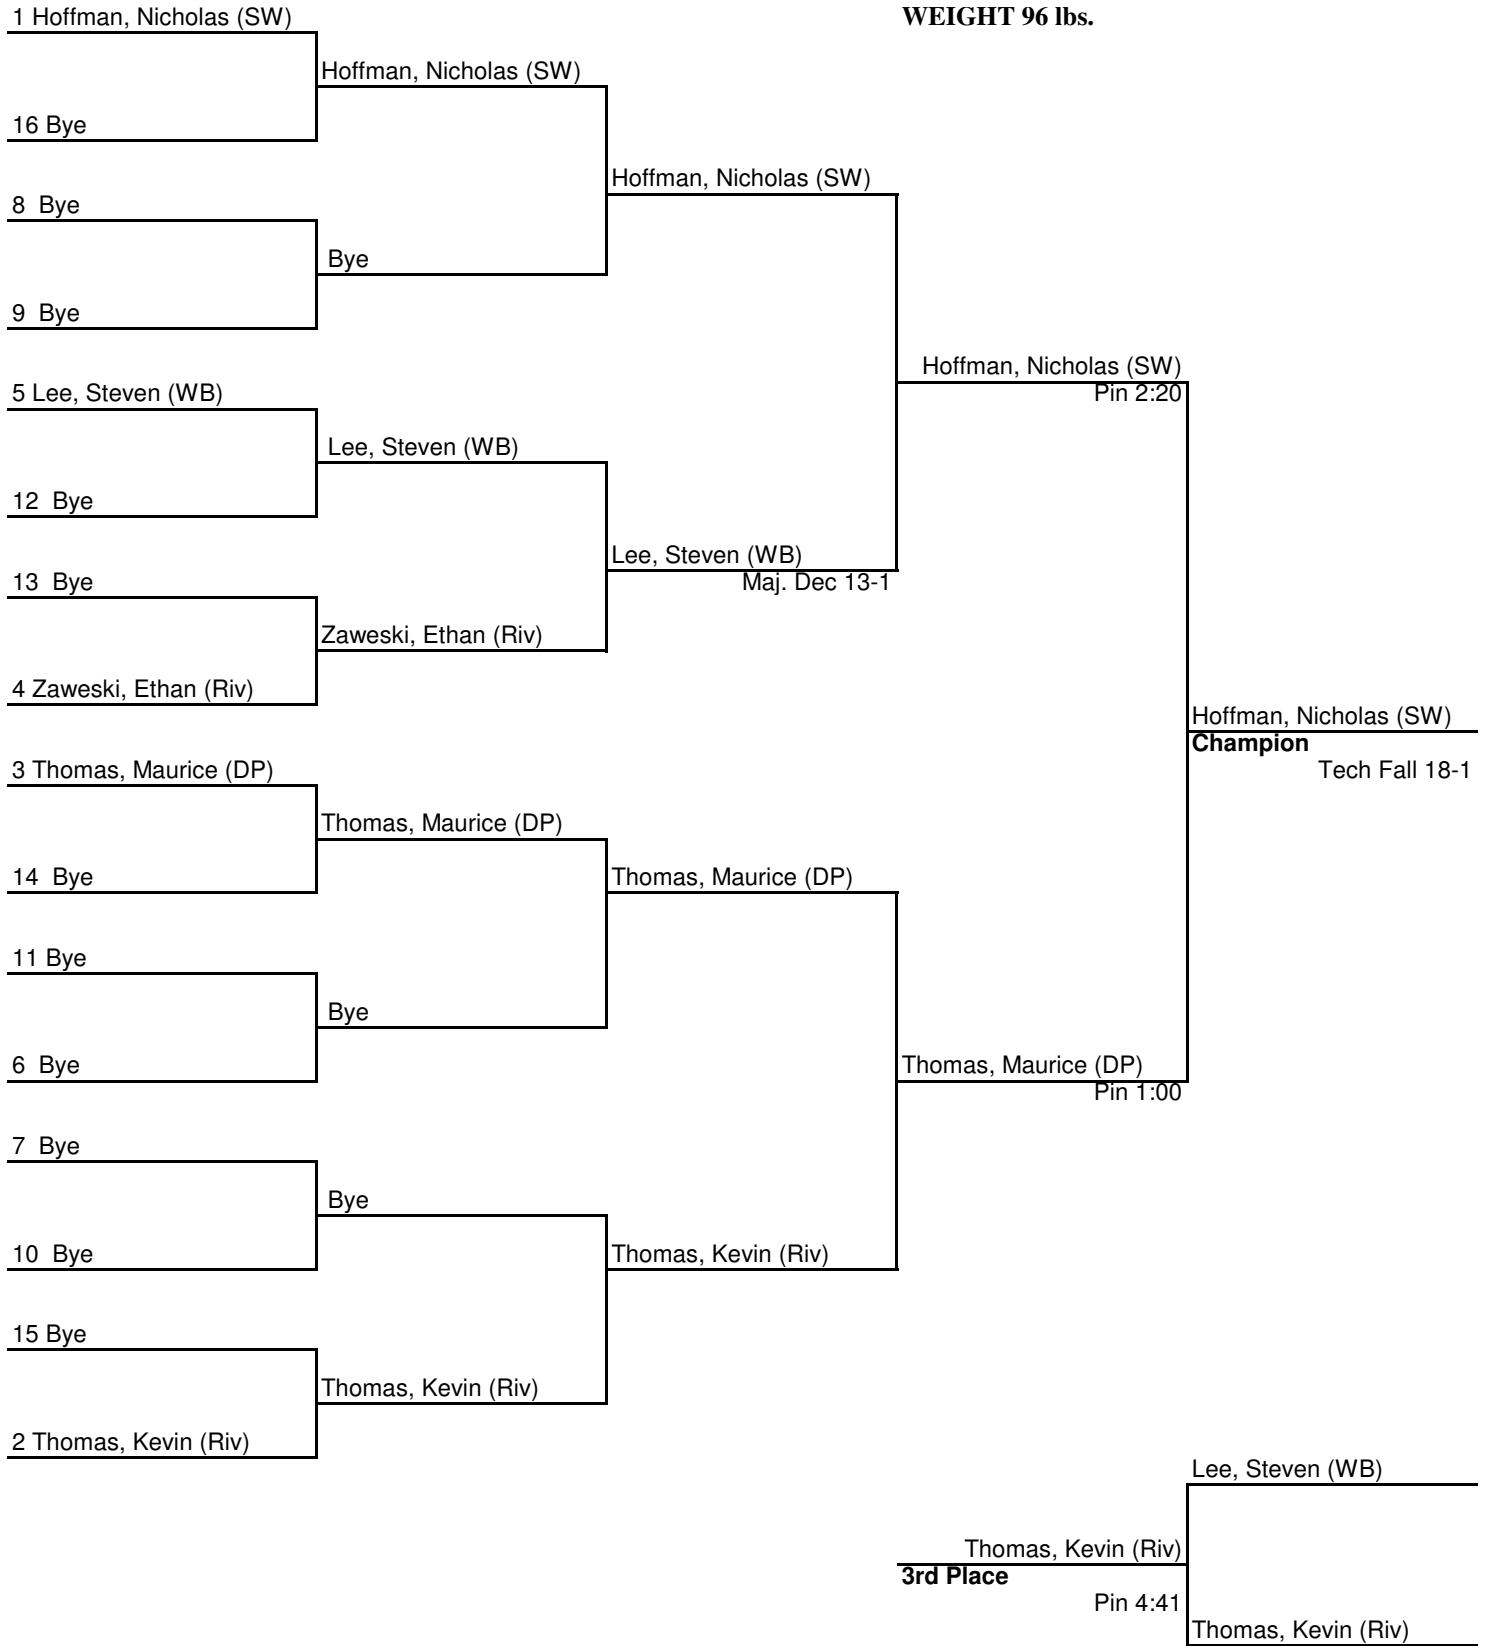 1 Hoffman, Nicholas (SW)
WEIGHT 96 lbs.
Hoffman, Nicholas (SW)
16 Bye
Hoffman, Nicholas (SW)
8 Bye
Bye
9 Bye
Hoffman, Nicholas (SW)
Pin 2:20
5 Lee, Steven (WB)
Lee, Steven (WB)
12 Bye
Lee, Steven (WB)
Maj. Dec 13-1
13 Bye
Zaweski, Ethan (Riv)
4 Zaweski, Ethan (Riv)
Hoffman, Nicholas (SW)
Champion
Tech Fall 18-1
3 Thomas, Maurice (DP)
Thomas, Maurice (DP)
14 Bye
Thomas, Maurice (DP)
11 Bye
Bye
6 Bye
Thomas, Maurice (DP)
Pin 1:00
7 Bye
Bye
10 Bye
Thomas, Kevin (Riv)
15 Bye
Thomas, Kevin (Riv)
2 Thomas, Kevin (Riv)
Lee, Steven (WB)
Thomas, Kevin (Riv)
3rd Place
Pin 4:41
Thomas, Kevin (Riv)